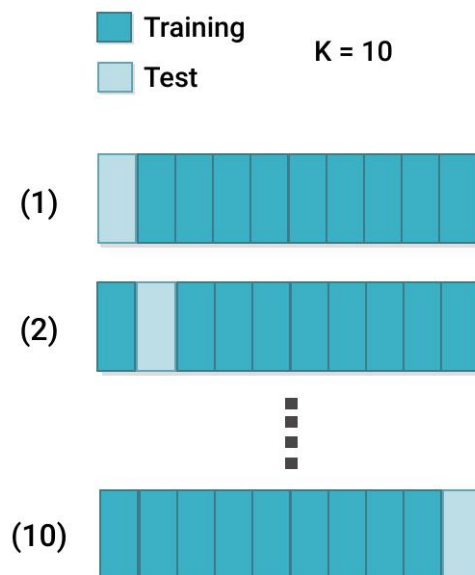 Training
K = 10
Test
(1)
(2)
(10)